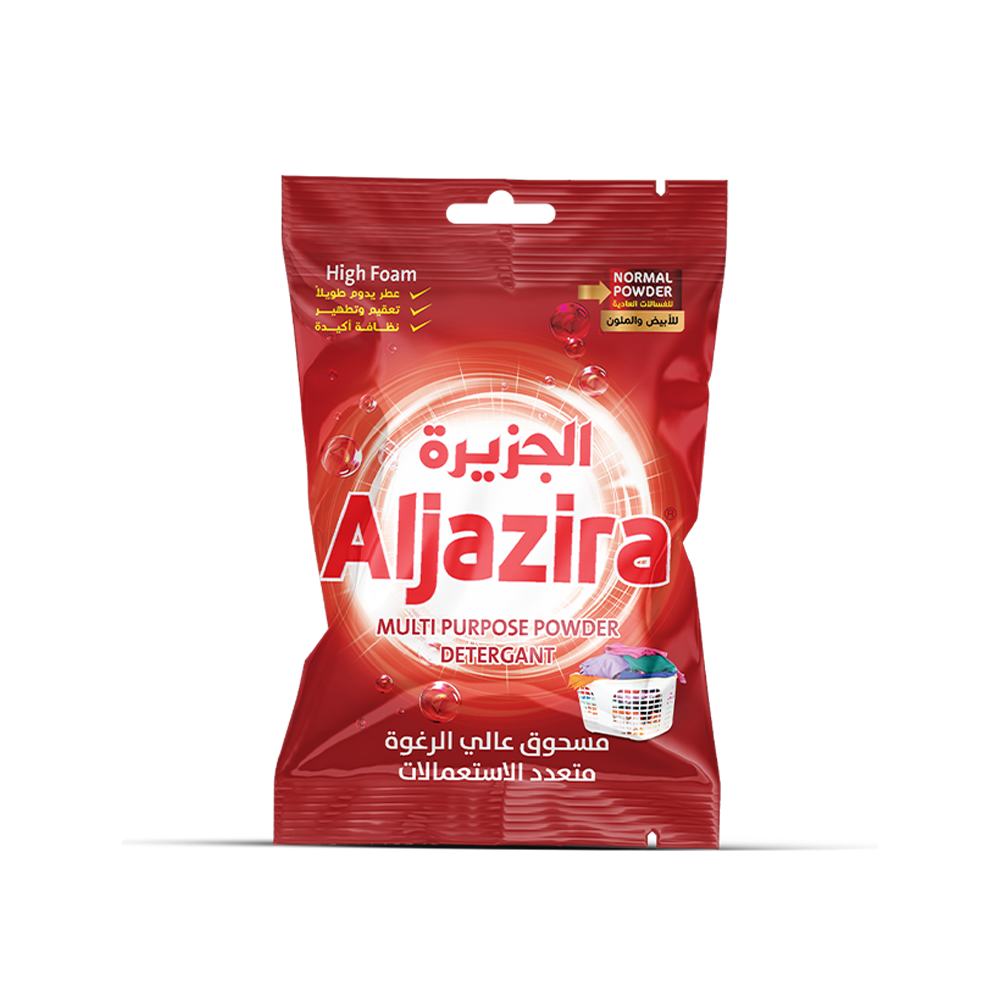 High Foam
عطر يدوم طويلاً
تعقيم وتطهير
نظافة أكيدة
NORMAL
POWDER
للغسالات العادية
للأبيض والملون
الجزيرة
Aljazira®
MULTI PURPOSE POWDER
DETERGANT
مسحوق عالي الرغوة
متعدد الاستعمالات